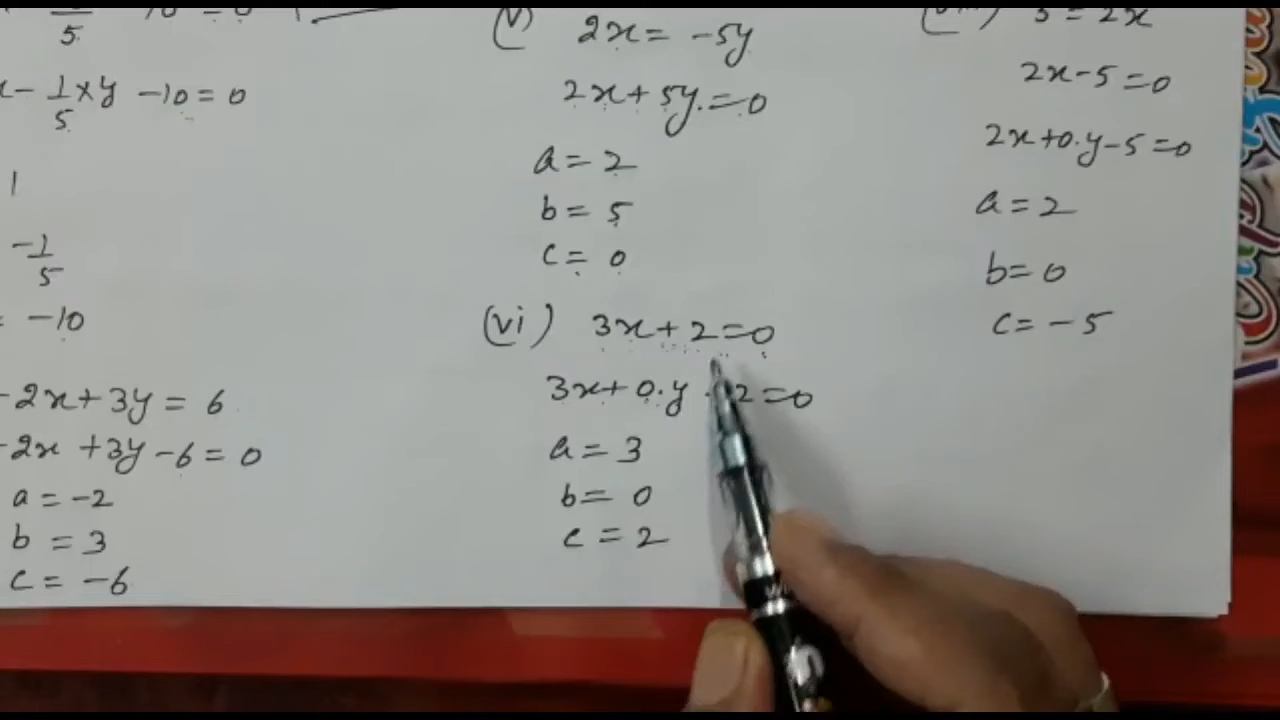 5
x - 1/5 × y - 10 = 0
1
-1/5
= -10
-2x + 3y = 6
-2x + 3y - 6 = 0
a = -2
b = 3
c = -6
(v) 2x = -5y
2x + 5y = 0
a = 2
b = 5
c = 0
(vi) 3x + 2 = 0
3x + 0.y 2 = 0
a = 3
b = 0
c = 2
5 = 2x
2x - 5 = 0
2x + 0.y - 5 = 0
a = 2
b = 0
c = -5